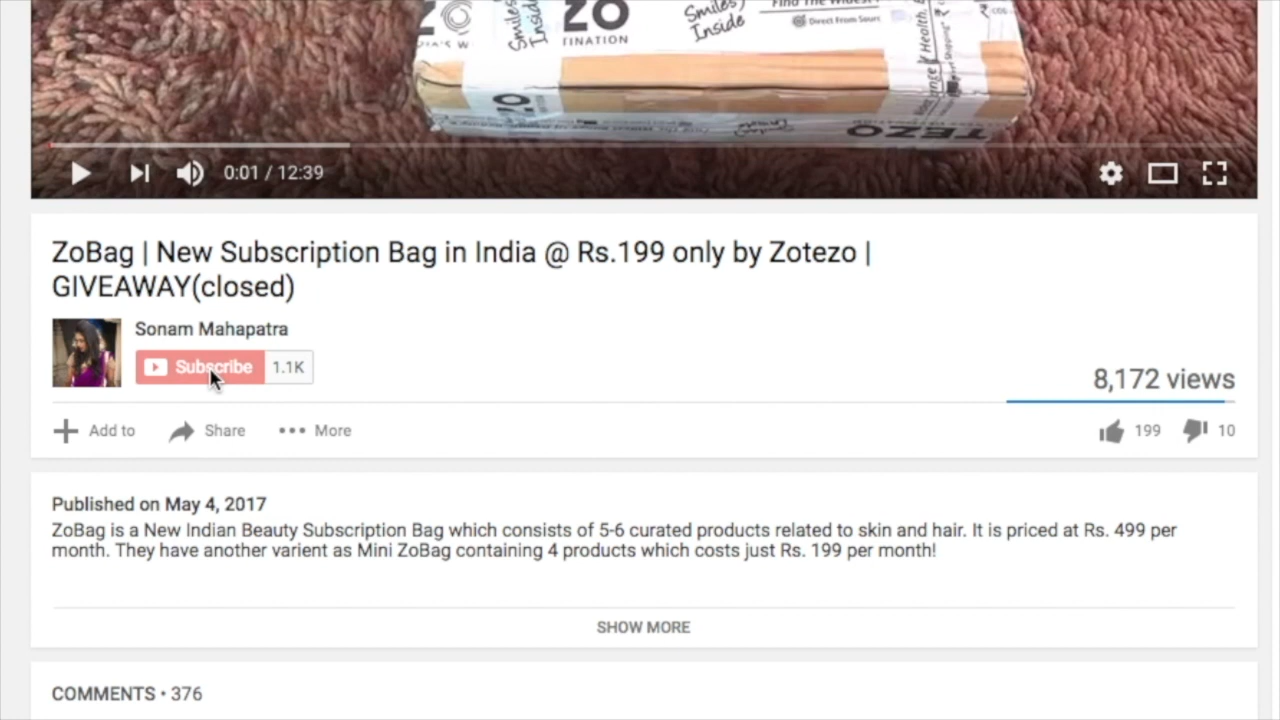 Smiles
Inside
ZO
TINATION
Smiles
Inside
Direct From
Health,
ZO
TEZO
0:01 / 12:39
ZoBag | New Subscription Bag in India @ Rs.199 only by Zotezo |
GIVEAWAY(closed)
Sonam Mahapatra
Subscribe 1.1K
8,172 views
Add to Share More 199 10
Published on May 4, 2017
ZoBag is a New Indian Beauty Subscription Bag which consists of 5-6 curated products related to skin and hair. It is priced at Rs. 499 per
month. They have another varient as Mini ZoBag containing 4 products which costs just Rs. 199 per month!
SHOW MORE
COMMENTS • 376